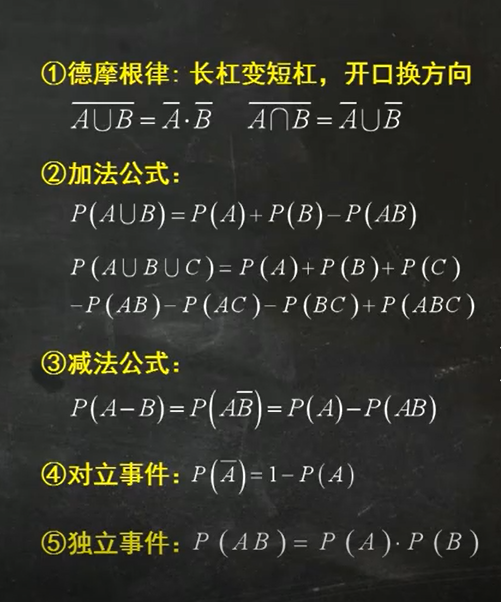 ①德摩根律: 长杠变短杠，开口换方向
$\overline{A\cup B}=\overline{A}\cdot\overline{B}$  $\overline{A\cap B}=\overline{A}\cup\overline{B}$
②加法公式：
$P(A\cup B)=P(A)+P(B)-P(AB)$
$P(A\cup B\cup C)=P(A)+P(B)+P(C)$
$-P(AB)-P(AC)-P(BC)+P(ABC)$
③减法公式：
$P(A-B)=P(A\overline{B})=P(A)-P(AB)$
④对立事件：$P(\overline{A})=1-P(A)$
⑤独立事件：$P(AB)=P(A)\cdot P(B)$